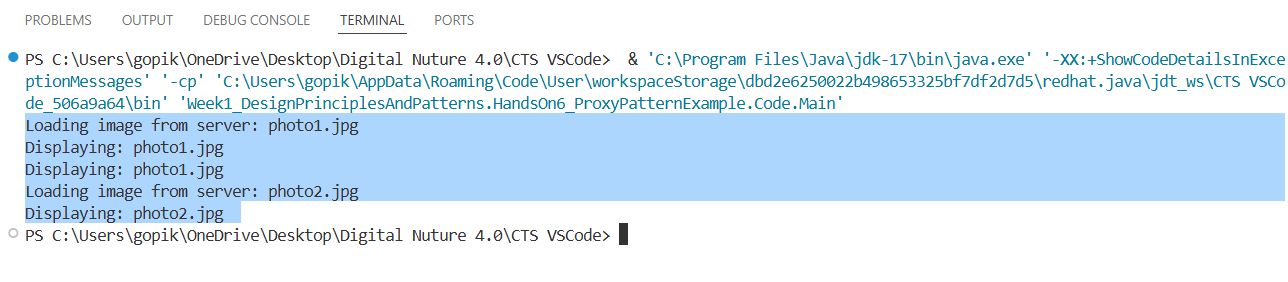 PROBLEMS OUTPUT DEBUG CONSOLE TERMINAL PORTS
PS C:\Users\gopik\OneDrive\Desktop\Digital Nuture 4.0\CTS VSCode>  & 'C:\Program Files\Java\jdk-17\bin\java.exe' '-XX:+ShowCodeDetailsInExce
ptionMessages' '-cp' 'C:\Users\gopik\AppData\Roaming\Code\User\workspaceStorage\dbd2e6250022b498653325bf7df2d7d5\redhat.java\jdt_ws\CTS VSCo
de_506a9a64\bin' 'Week1_DesignPrinciplesAndPatterns.HandsOn6_ProxyPatternExample.Code.Main'
Loading image from server: photo1.jpg
Displaying: photo1.jpg
Displaying: photo1.jpg
Loading image from server: photo2.jpg
Displaying: photo2.jpg
PS C:\Users\gopik\OneDrive\Desktop\Digital Nuture 4.0\CTS VSCode>